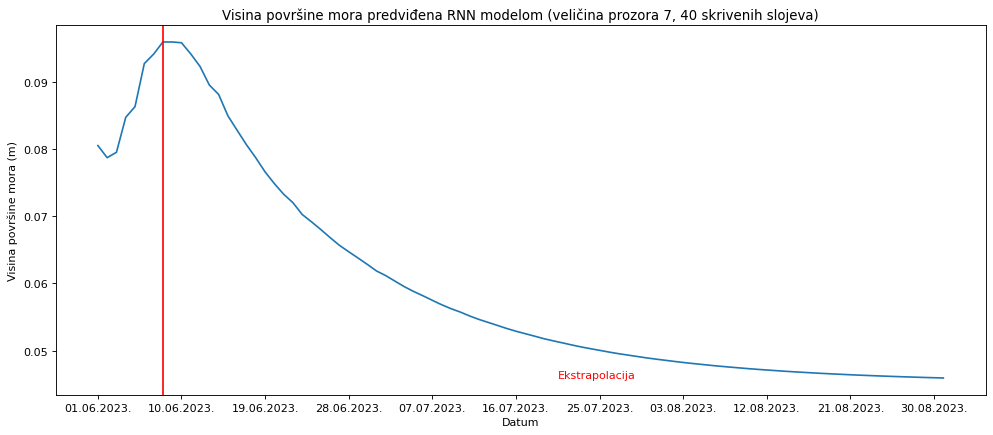 Visina površine mora predviđena RNN modelom (veličina prozora 7, 40 skrivenih slojeva)
Visina površine mora (m)
0.09
0.08
0.07
0.06
0.05
Ekstrapolacija
01.06.2023. 10.06.2023. 19.06.2023. 28.06.2023. 07.07.2023. 16.07.2023. 25.07.2023. 03.08.2023. 12.08.2023. 21.08.2023. 30.08.2023.
Datum